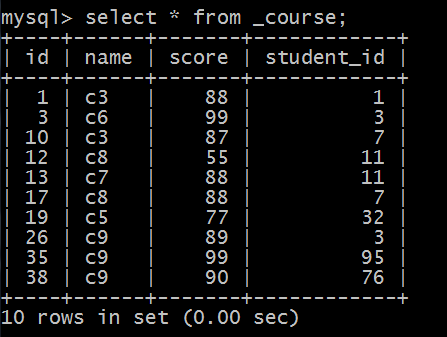 mysql> select * from _course;
+----+------+-------+------------+
| id | name | score | student_id |
+----+------+-------+------------+
| 1 | c3 | 88 | 1 |
| 3 | c6 | 99 | 3 |
| 10 | c3 | 87 | 7 |
| 12 | c8 | 55 | 11 |
| 13 | c7 | 88 | 11 |
| 17 | c8 | 88 | 7 |
| 19 | c5 | 77 | 32 |
| 26 | c9 | 89 | 3 |
| 35 | c9 | 99 | 95 |
| 38 | c9 | 90 | 76 |
+----+------+-------+------------+
10 rows in set (0.00 sec)